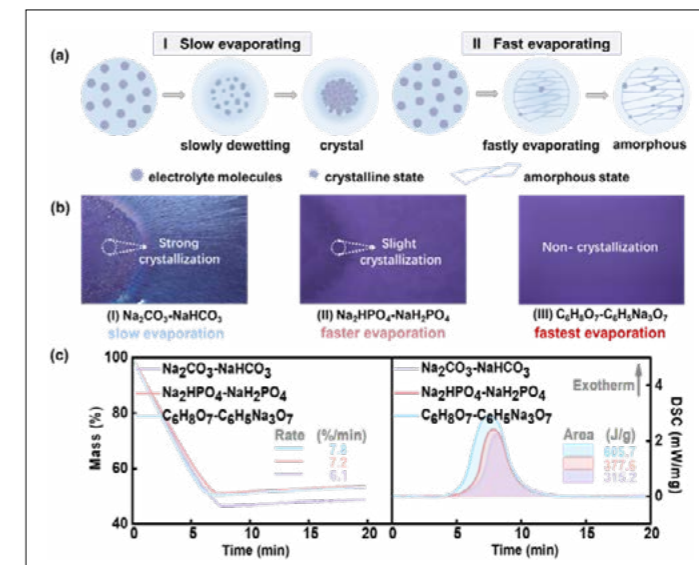 I Slow evaporating
II Fast evaporating
(a)
slowly dewetting
crystal
fastly evaporating
amorphous
electrolyte molecules
crystalline state
amorphous state
(b)
Strong
crystallization
Slight
crystallization
Non- crystallization
(I) Na₂CO₃-NaHCO₃
slow evaporation
(II) Na₂HPO₄-NaH₂PO₄
faster evaporation
(III) C₆H₈O₇-C₆H₅Na₃O₇
fastest evaporation
(c)
100
80
60
40
Mass (%)
Na₂CO₃-NaHCO₃
Na₂HPO₄-NaH₂PO₄
C₆H₈O₇-C₆H₅Na₃O₇
Rate (%/min)
7.8
7.2
6.1
0 5 10 15 20
Time (min)
Na₂CO₃-NaHCO₃
Na₂HPO₄-NaH₂PO₄
C₆H₈O₇-C₆H₅Na₃O₇
Exotherm
Area (J/g)
605.7
377.6
315.2
4
2
0
DSC (mW/mg)
0 5 10 15 20
Time (min)